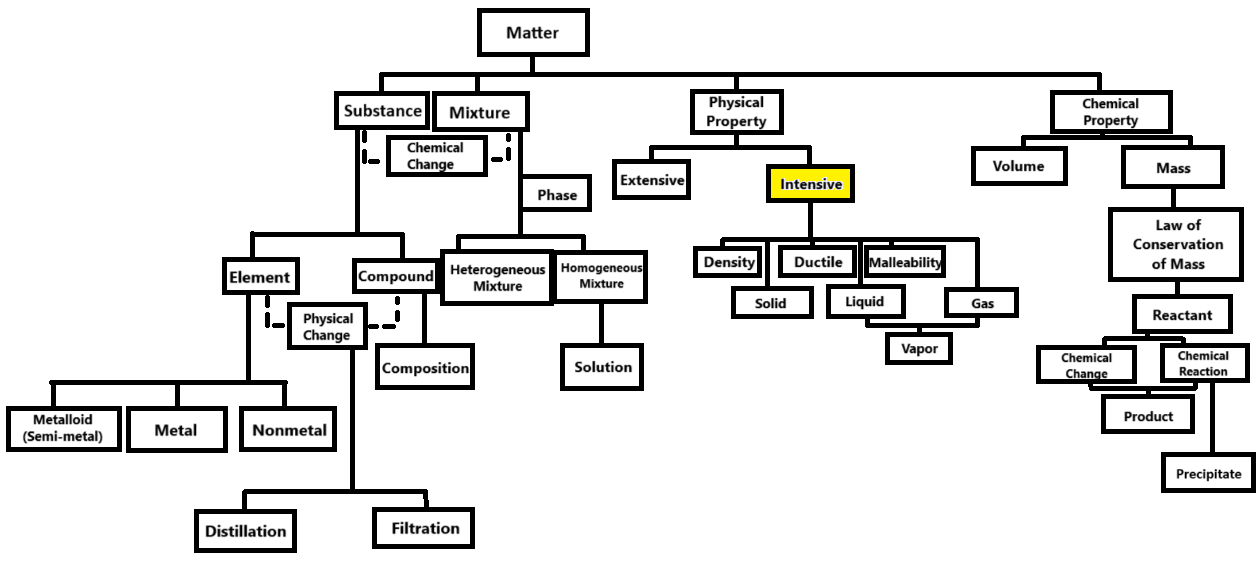 Matter
Substance
Mixture
Physical
Property
Chemical
Property
Chemical
Change
Extensive
Intensive
Volume
Mass
Phase
Law of
Conservation
of Mass
Element
Compound
Heterogeneous
Mixture
Homogeneous
Mixture
Density
Ductile
Malleability
Solid
Liquid
Gas
Reactant
Physical
Change
Composition
Solution
Vapor
Chemical
Change
Chemical
Reaction
Metalloid
(Semi-metal)
Metal
Nonmetal
Product
Precipitate
Distillation
Filtration